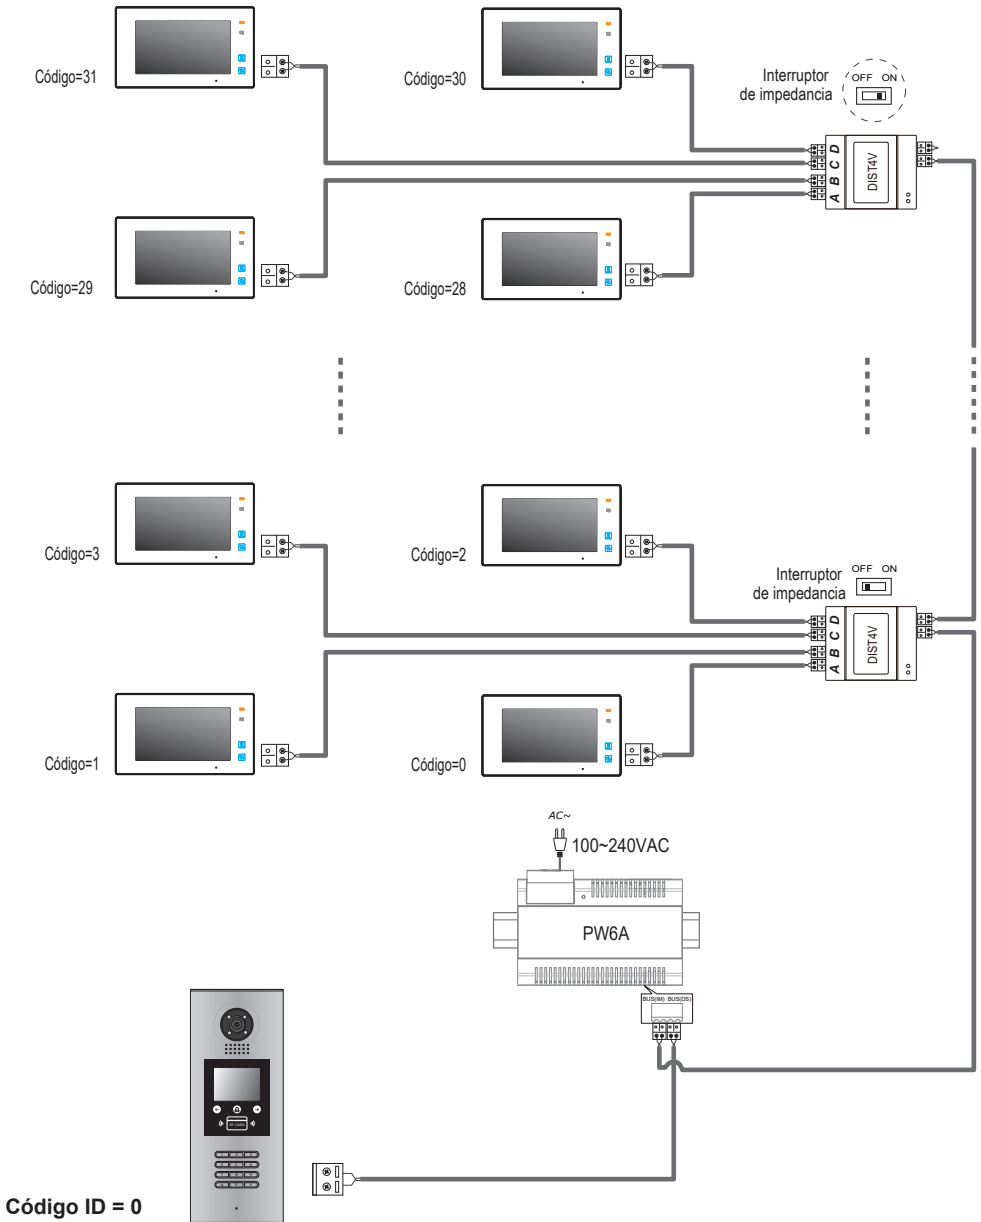 Código=31
Código=30
Interruptor
de impedancia
OFF ON
D
C
B
A
DIST4V
Código=29
Código=28
Código=3
Código=2
Interruptor
de impedancia
OFF ON
D
C
B
A
DIST4V
Código=1
Código=0
AC~
100~240VAC
PW6A
BUS(IM) BUS(DS)
RF CARD
Código ID = 0